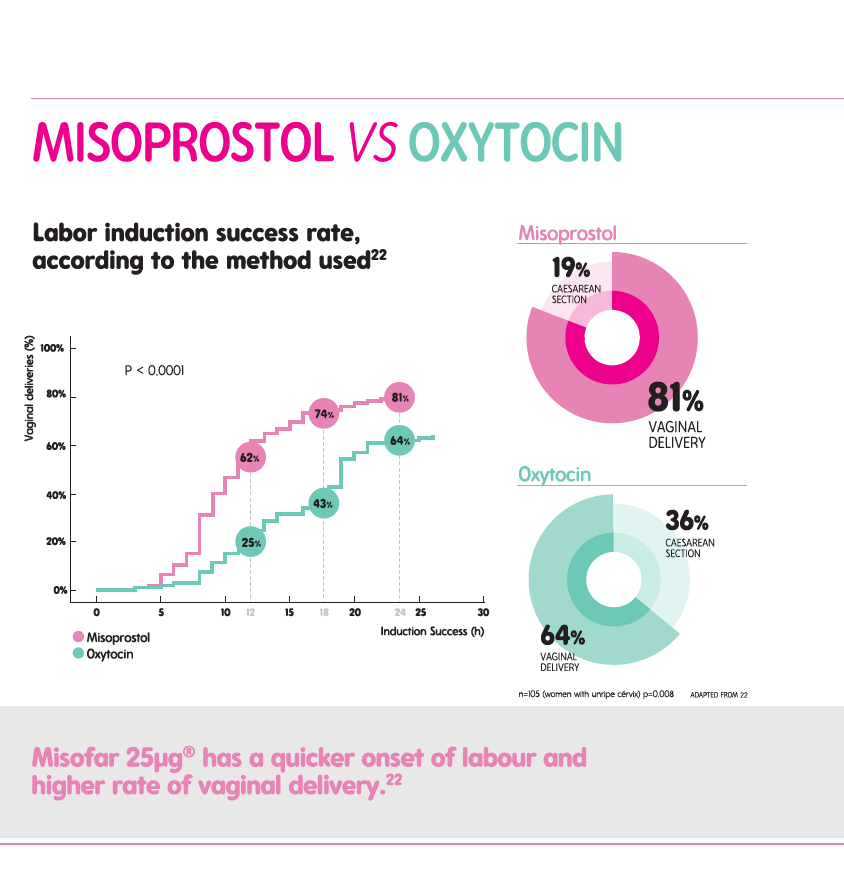 MISOPROSTOL VS OXYTOCIN
Labor induction success rate,
according to the method used²²
Vaginal deliveries (%)
100%
80%
60%
40%
20%
0%
P < 0,0001
62%
74%
81%
25%
43%
64%
0
5
10
12
15
18
20
24
25
30
Induction Success (h)
Misoprostol
Oxytocin
Misoprostol
19%
CAESAREAN
SECTION
81%
VAGINAL
DELIVERY
Oxytocin
36%
CAESAREAN
SECTION
64%
VAGINAL
DELIVERY
n=105 (women with unripe cérvix) p=0.008
ADAPTED FROM 22
Misofar 25µg® has a quicker onset of labour and
higher rate of vaginal delivery.²²